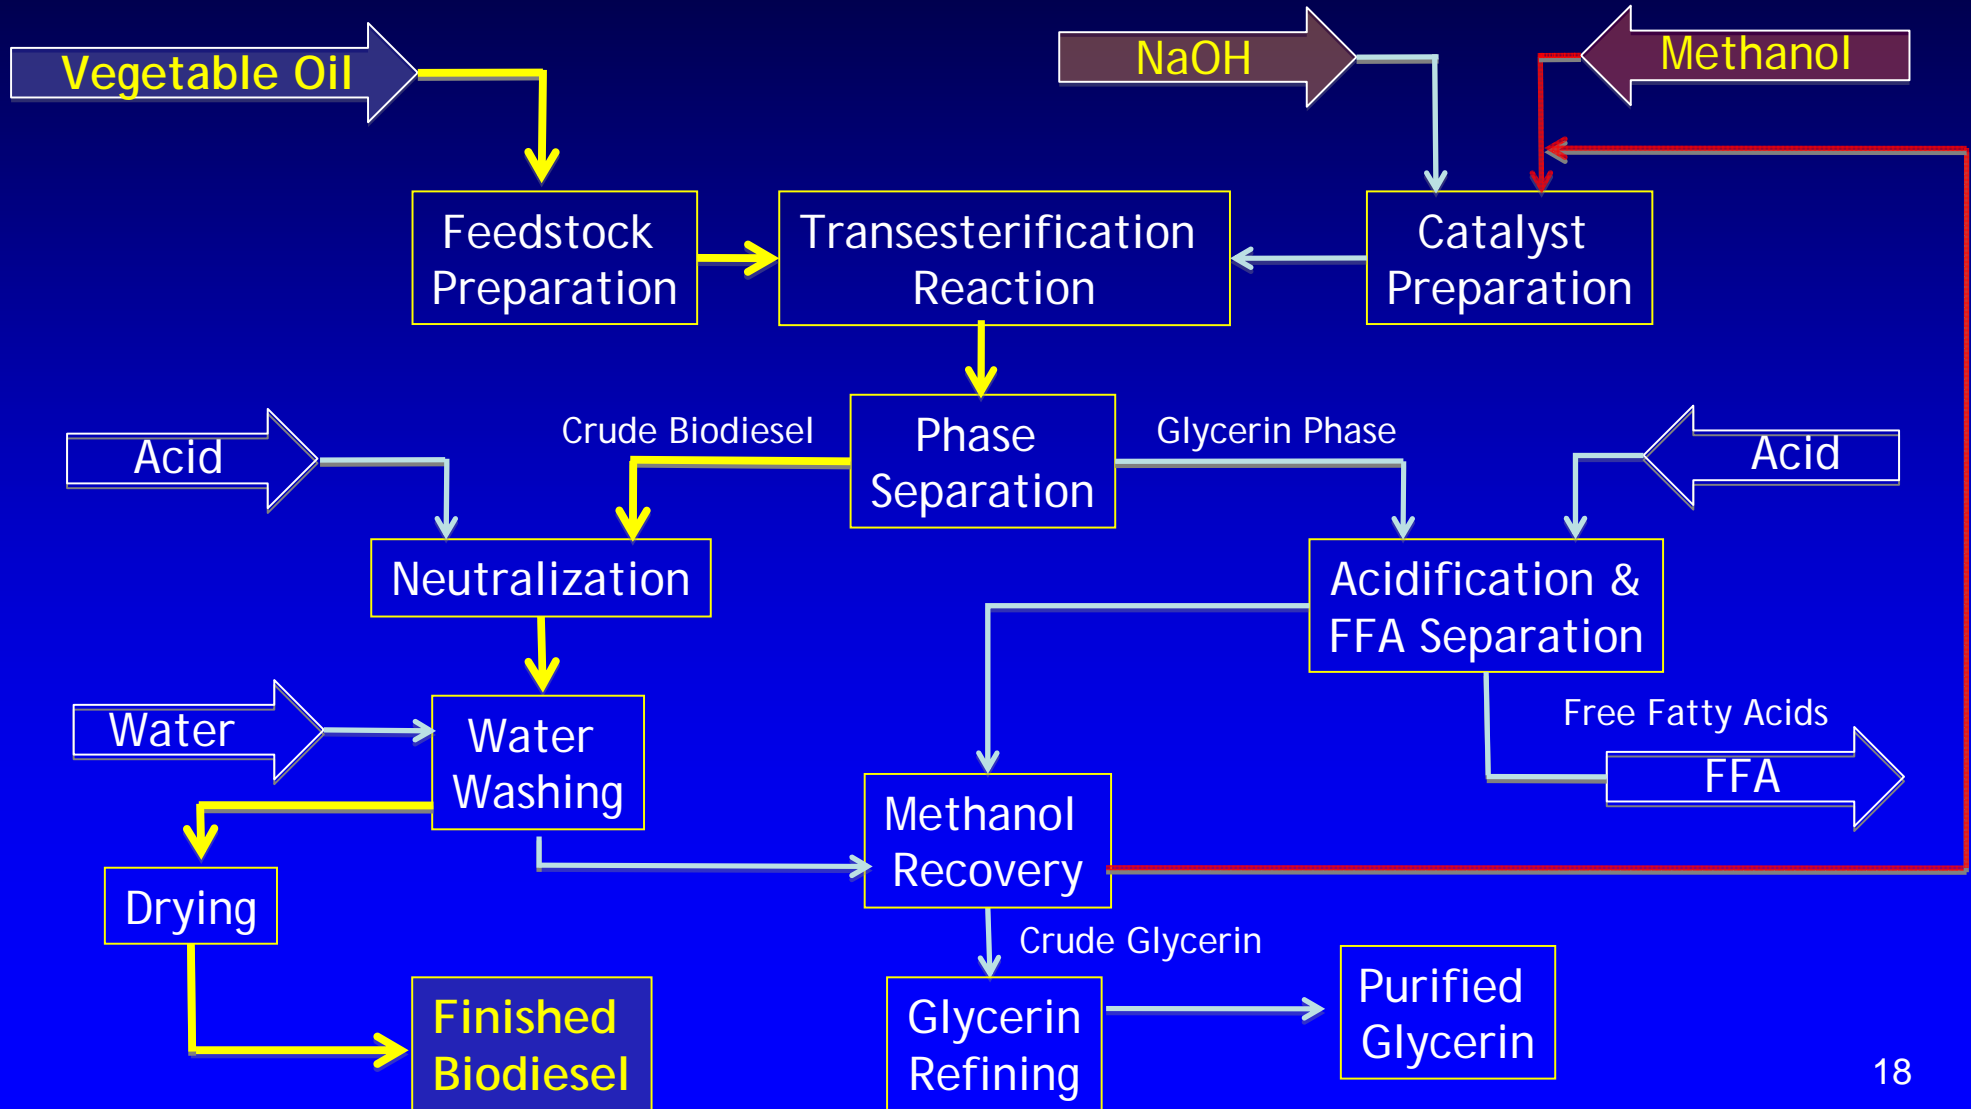 Vegetable Oil
NaOH
Methanol
Feedstock
Preparation
Transesterification
Reaction
Catalyst
Preparation
Acid
Crude Biodiesel
Phase
Separation
Glycerin Phase
Acid
Neutralization
Acidification &
FFA Separation
Water
Water
Washing
Free Fatty Acids
FFA
Methanol
Recovery
Drying
Crude Glycerin
Finished
Biodiesel
Glycerin
Refining
Purified
Glycerin
18